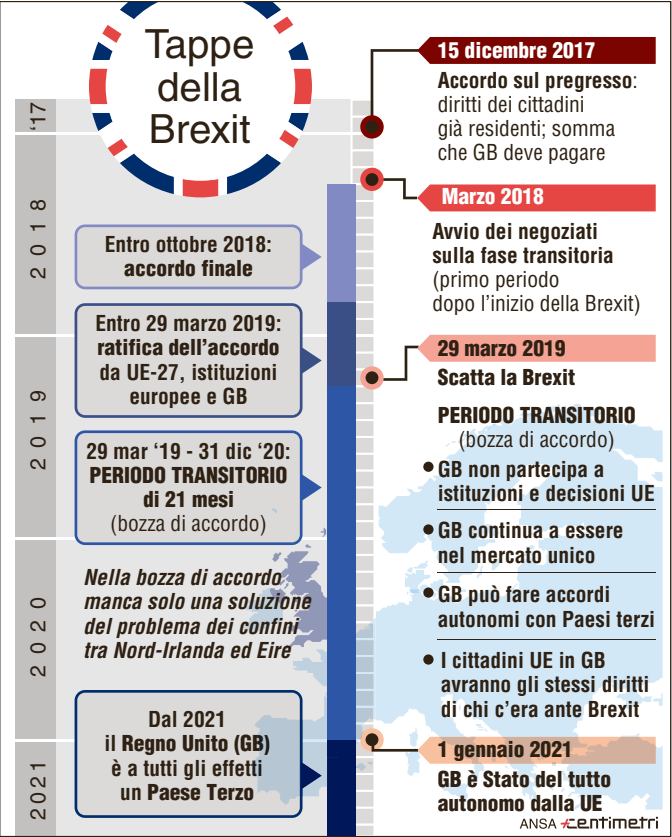 Tappe
della
Brexit
'17
2018
2019
2020
2021
Entro ottobre 2018:
accordo finale
Entro 29 marzo 2019:
ratifica dell'accordo
da UE-27, istituzioni
europee e GB
29 mar ‘19 - 31 dic ‘20:
PERIODO TRANSITORIO
di 21 mesi
(bozza di accordo)
Nella bozza di accordo
manca solo una soluzione
del problema dei confini
tra Nord-Irlanda ed Eire
Dal 2021
il Regno Unito (GB)
è a tutti gli effetti
un Paese Terzo
15 dicembre 2017
Accordo sul pregresso:
diritti dei cittadini
già residenti; somma
che GB deve pagare
Marzo 2018
Avvio dei negoziati
sulla fase transitoria
(primo periodo
dopo l'inizio della Brexit)
29 marzo 2019
Scatta la Brexit
PERIODO TRANSITORIO
(bozza di accordo)
• GB non partecipa a
istituzioni e decisioni UE
• GB continua a essere
nel mercato unico
• GB può fare accordi
autonomi con Paesi terzi
• I cittadini UE in GB
avranno gli stessi diritti
di chi c'era ante Brexit
1 gennaio 2021
GB è Stato del tutto
autonomo dalla UE
ANSA centimetri